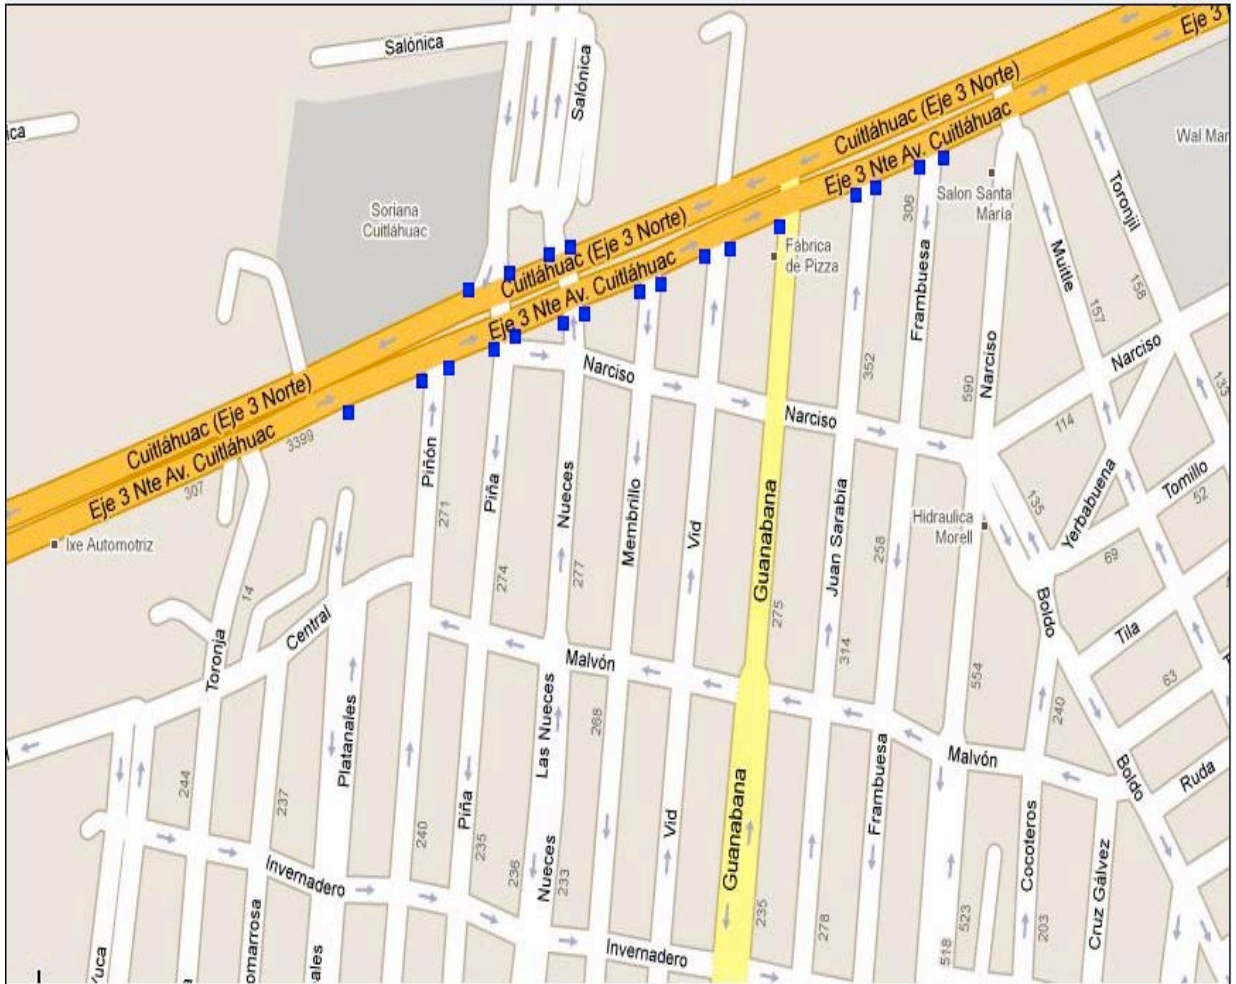 Eje 3
Salónica
Salónica
ica
Cuitláhuac (Eje 3 Norte)
Eje 3 Nte Av. Cuitláhuac
Wal Mar
Toronjil
Salon Santa
Maria
306
Soriana
Cuitláhuac
Cuitláhuac (Eje 3 Norte)
Eje 3 Nte Av. Cuitláhuac
Fábrica
de Pizza
Frambuesa
Muitle
158
157
Narciso
Narciso
352
Narciso
590
133
Narciso
114
Cuitláhuac (Eje 3 Norte)
Eje 3 Nte Av. Cuitláhuac
3399
307
Piñón
271
Piña
Nueces
Membrillo
Vid
Guanabana
Juan Sarabia
258
Hidraulica
Morell
135
Yerbabuena
Tomillo
52
Ixe Automotriz
69
14
Central
Toronja
274
277
275
314
Boldo
Tila
Malvón
554
63
240
Platanales
Las Nueces
268
Frambuesa
Malvón
Boldo
Ruda
244
237
240
Piña
235
236
Nueces
233
Vid
Guanabana
235
278
Cocoteros
203
Cruz Gálvez
Invernadero
523
518
Invernadero
Yuca
omarrosa
ales